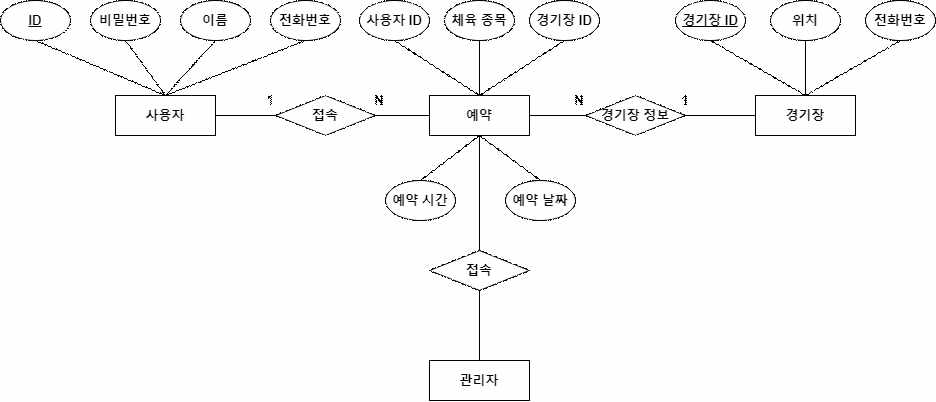 ID
비밀번호
이름
전화번호
사용자 ID
체육 종목
경기장 ID
경기장 ID
위치
전화번호
사용자
1
접속
N
예약
N
경기장 정보
1
경기장
예약 시간
예약 날짜
접속
관리자